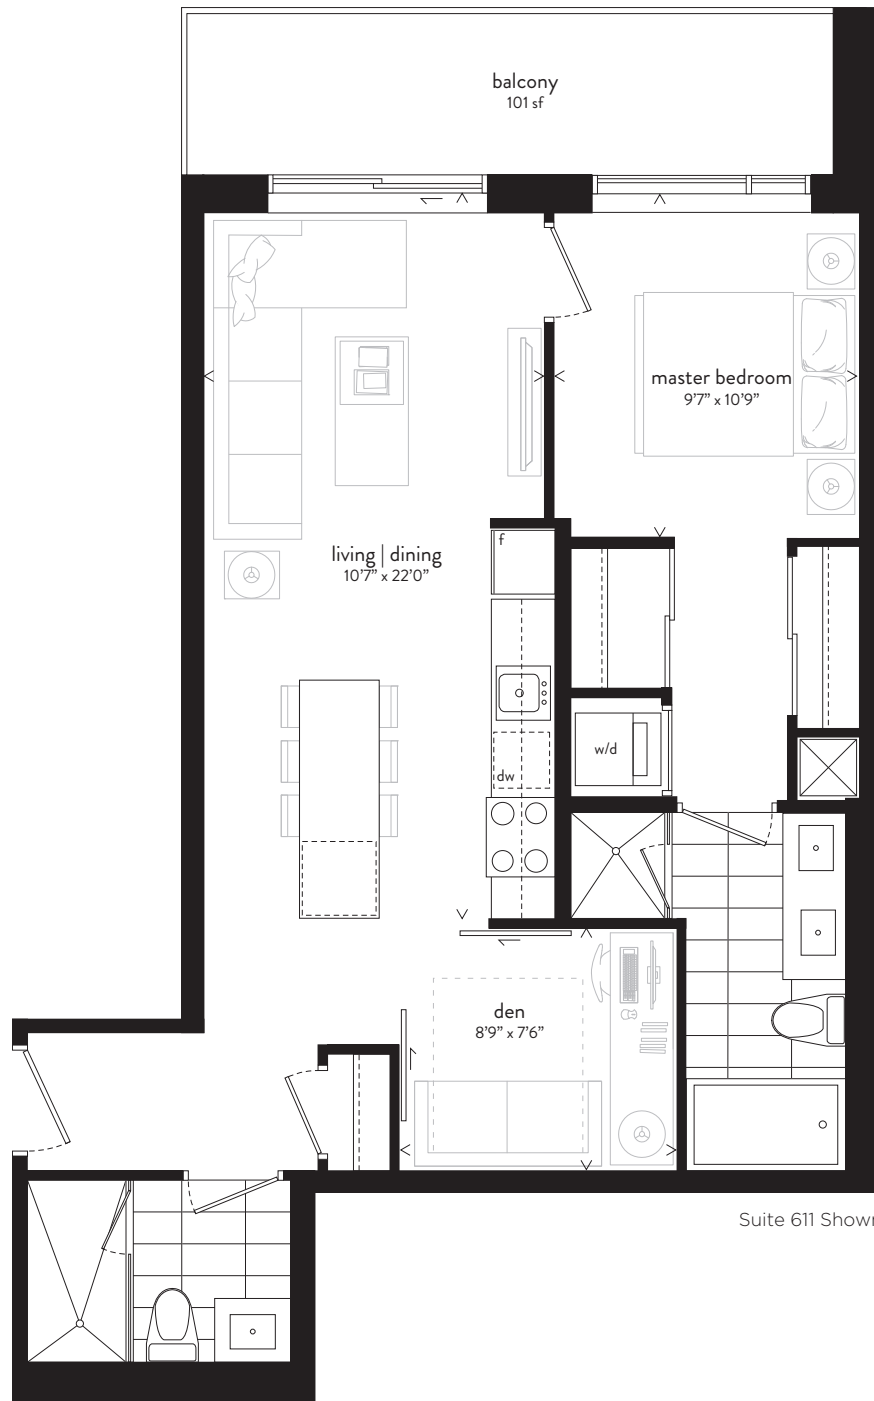 balcony
101 sf
master bedroom
9'7” x 10'9”
f
living | dining
10'7” x 22'0”
w/d
dw
den
8'9” x 7'6”
Suite 611 Shown